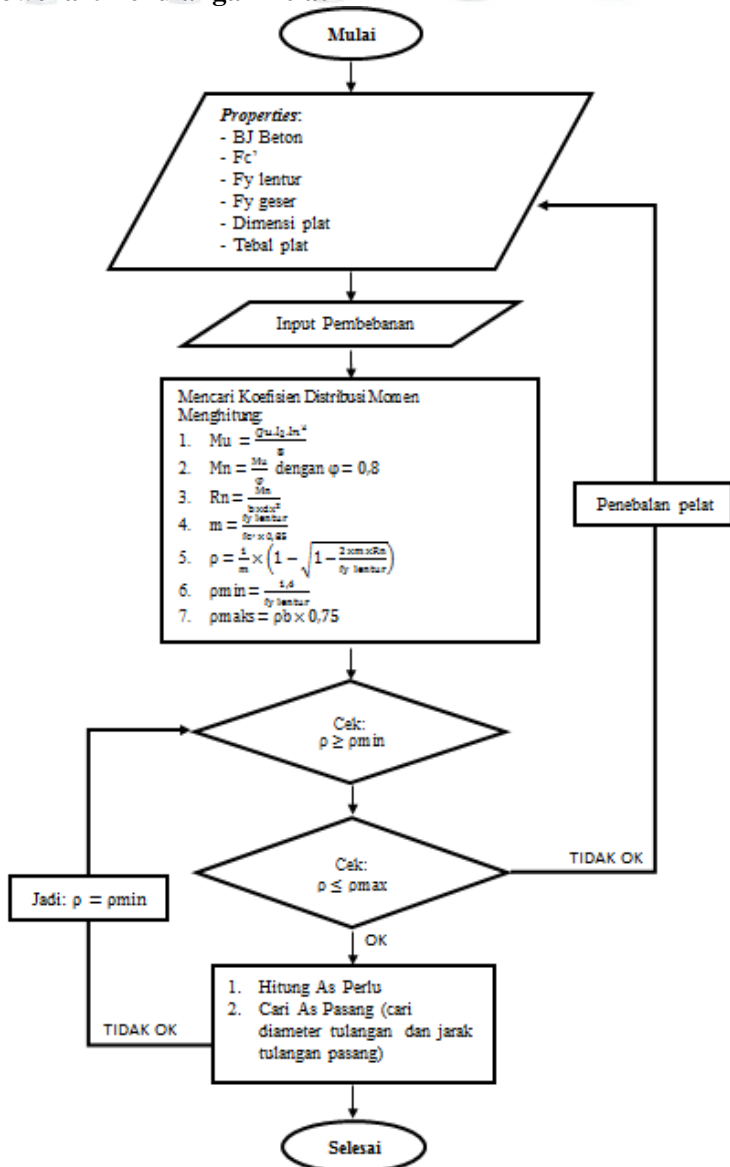 Mulai
Properties:
- BJ Beton
- Fc'
- Fy lentur
- Fy geser
- Dimensi plat
- Tebal plat
Input Pembebanan
Mencari Koefisien Distribusi Momen
Menghitung:
1. Mu =
2. Mn = Mu/φ dengan φ = 0,8
3. Rn = Mn/b x dx²
4. m = fy lentur/fc' x 0,85
5. ρ = 1/m × (1 − √(1 − 2 x m x Rn/fy lentur))
6. ρmin = /fy lentur
7. ρmaks = ρb × 0,75
Penebalan pelat
Cek:
ρ ≥ ρmin
Cek:
ρ ≤ ρmax
TIDAK OK
Jadi: ρ = ρmin
OK
1. Hitung As Perlu
2. Cari As Pasang (cari
diameter tulangan dan jarak
tulangan pasang)
TIDAK OK
Selesai